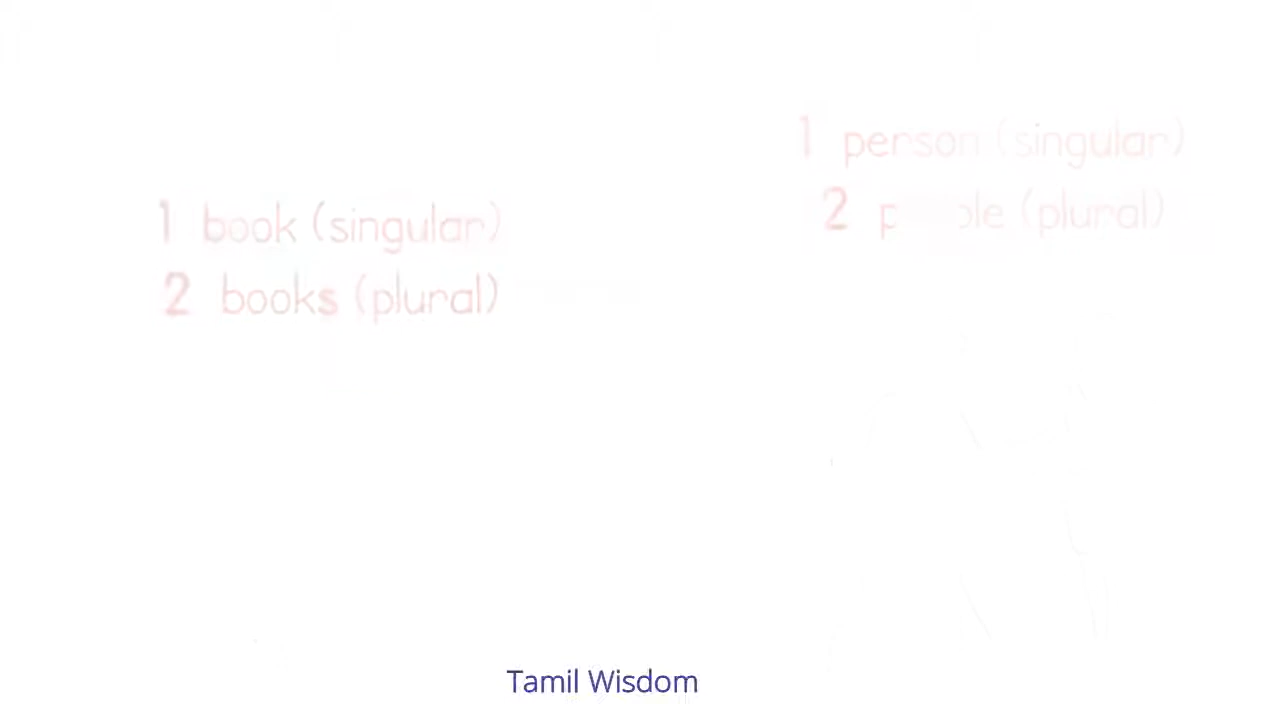 1 book (singular)
2 books (plural)
1 person (singular)
2 (plural)
Tamil Wisdom